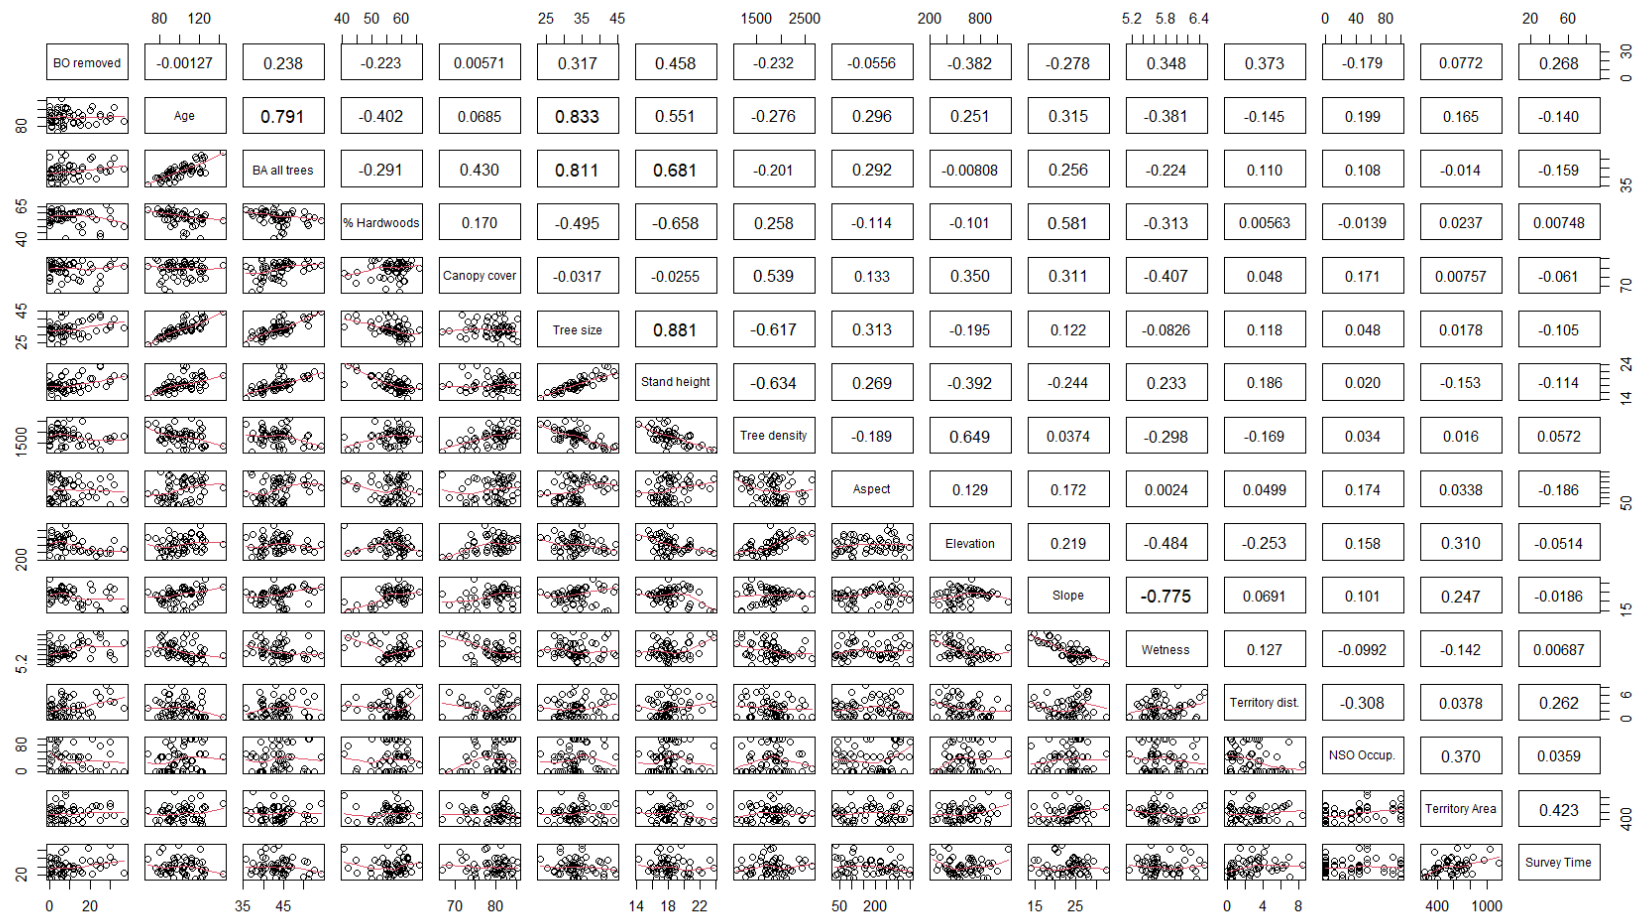 80 120 40 50 60 25 35 45 1500 2500 200 800 5.2 5.8 6.4 0 40 80 20 60
BO removed -0.00127 0.238 -0.223 0.00571 0.317 0.458 -0.232 -0.0556 -0.382 -0.278 0.348 0.373 -0.179 0.0772 0.268 0 30
80 Age 0.791 -0.402 0.0685 0.833 0.551 -0.276 0.296 0.251 0.315 -0.381 -0.145 0.199 0.165 -0.140
BA all trees -0.291 0.430 0.811 0.681 -0.201 0.292 -0.00808 0.256 -0.224 0.110 0.108 -0.014 -0.159 35
40 65 % Hardwoods 0.170 -0.495 -0.658 0.258 -0.114 -0.101 0.581 -0.313 0.00563 -0.0139 0.0237 0.00748
Canopy cover -0.0317 -0.0255 0.539 0.133 0.350 0.311 -0.407 0.048 0.171 0.00757 -0.061 70
25 45 Tree size 0.881 -0.617 0.313 -0.195 0.122 -0.0826 0.118 0.048 0.0178 -0.105
Stand height -0.634 0.269 -0.392 -0.244 0.233 0.186 0.020 -0.153 -0.114 14 24
1500 Tree density -0.189 0.649 0.0374 -0.298 -0.169 0.034 0.016 0.0572
Aspect 0.129 0.172 0.0024 0.0499 0.174 0.0338 -0.186 50
200 Elevation 0.219 -0.484 -0.253 0.158 0.310 -0.0514
Slope -0.775 0.0691 0.101 0.247 -0.0186 15
5.2 Wetness 0.127 -0.0992 -0.142 0.00687
Territory dist. -0.308 0.0378 0.262 0 6
0 80 NSO Occup. 0.370 0.0359
Territory Area 0.423 400
20 Survey Time
0 20 35 45 70 80 14 18 22 50 200 15 25 0 4 8 400 1000